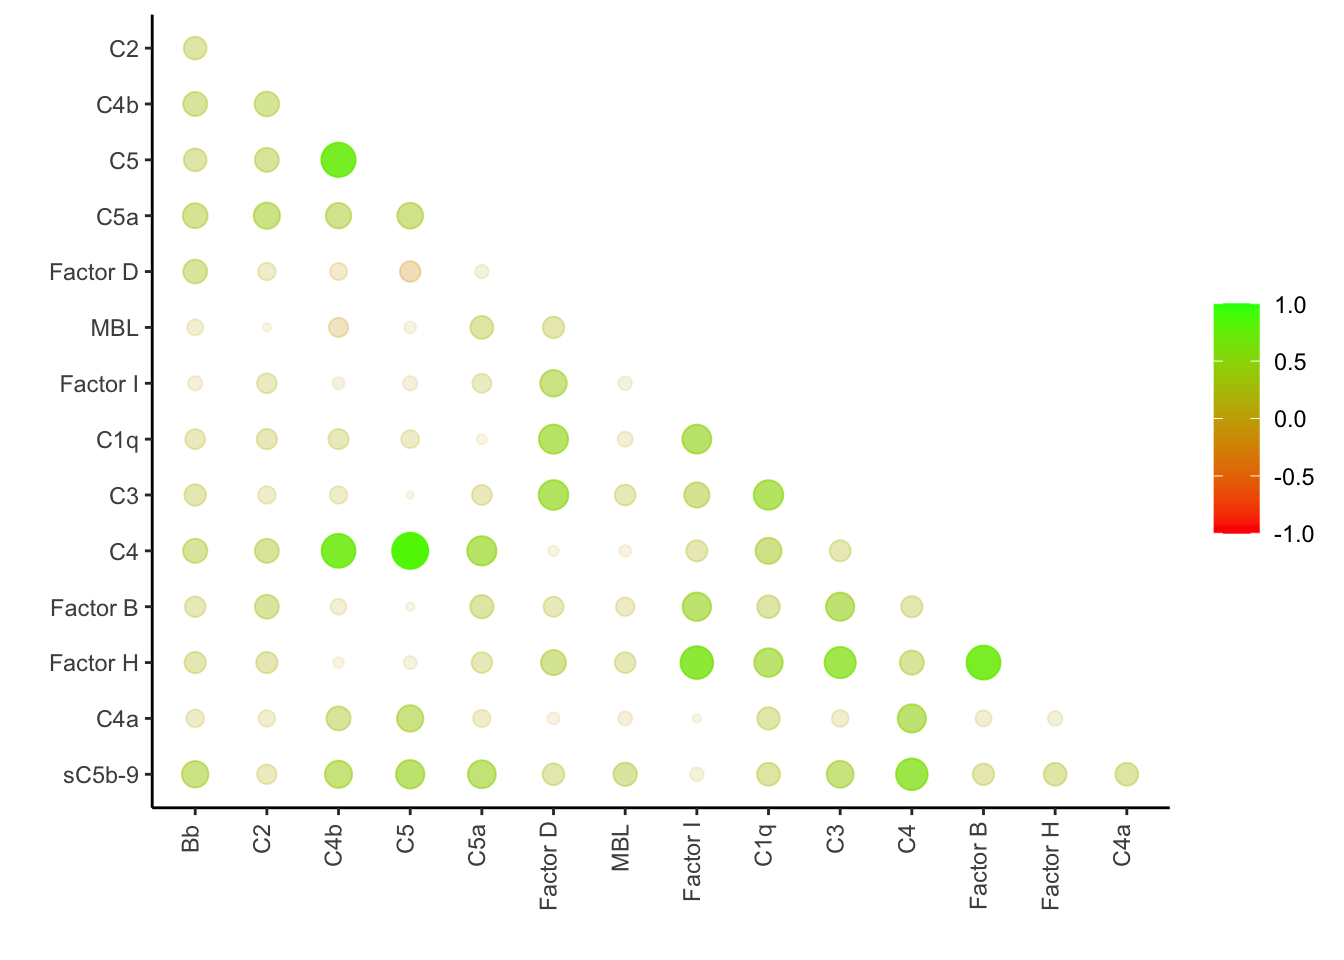 C2
C4b
C5
C5a
Factor D
MBL
Factor I
C1q
C3
C4
Factor B
Factor H
C4a
sC5b-9
Bb
C2
C4b
C5
C5a
Factor D
MBL
Factor I
C1q
C3
C4
Factor B
Factor H
C4a
1.0
0.5
0.0
-0.5
-1.0